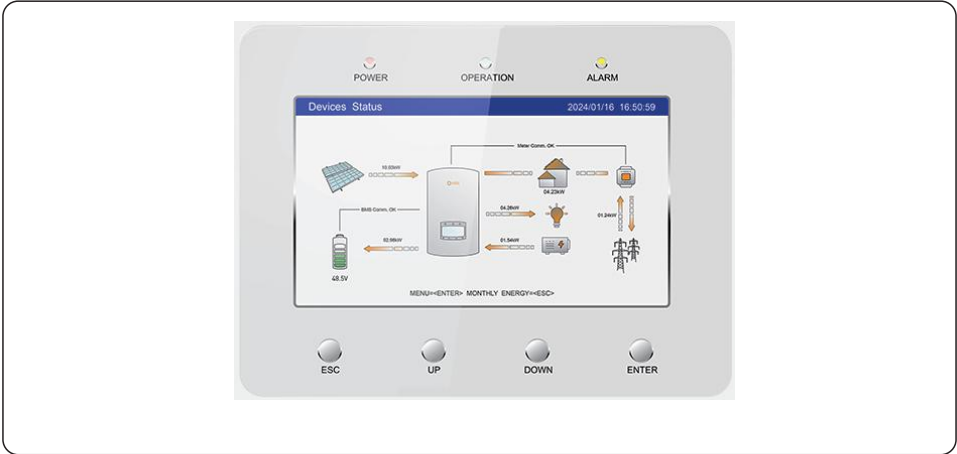 POWER OPERATION ALARM
Devices Status 2024/01/16 16:50:59
Meter Comm. OK
10.03kW
04.23kW
BMS Comm. OK
04.26kW
01.24kW
02.98kW
01.54kW
48.5V
MENU=<ENTER> MONTHLY ENERGY=<ESC>
ESC UP DOWN ENTER